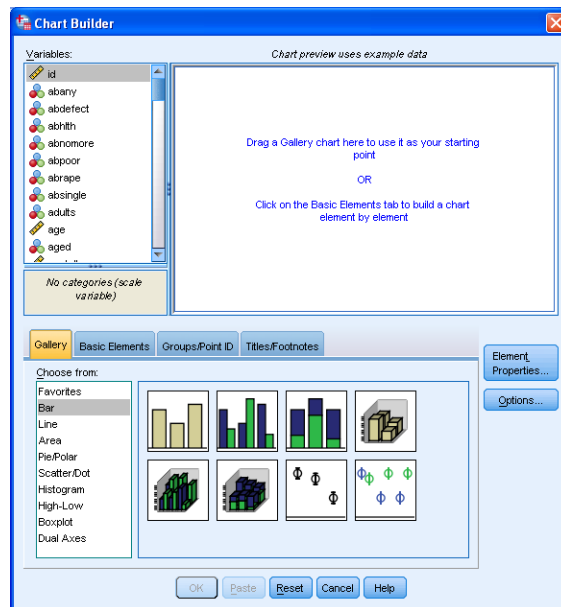 Chart Builder
Variables:
Chart preview uses example data
id
abany
abdefect
abhlth
abnomore
abpoor
abrape
absingle
adults
age
aged
Drag a Gallery chart here to use it as your starting
point
OR
Click on the Basic Elements tab to build a chart
element by element
No categories (scale
variable)
Gallery
Basic Elements
Groups/Point ID
Titles/Footnotes
Choose from:
Favorites
Bar
Line
Area
Pie/Polar
Scatter/Dot
Histogram
High-Low
Boxplot
Dual Axes
Element
Properties...
Options...
OK
Paste
Reset
Cancel
Help